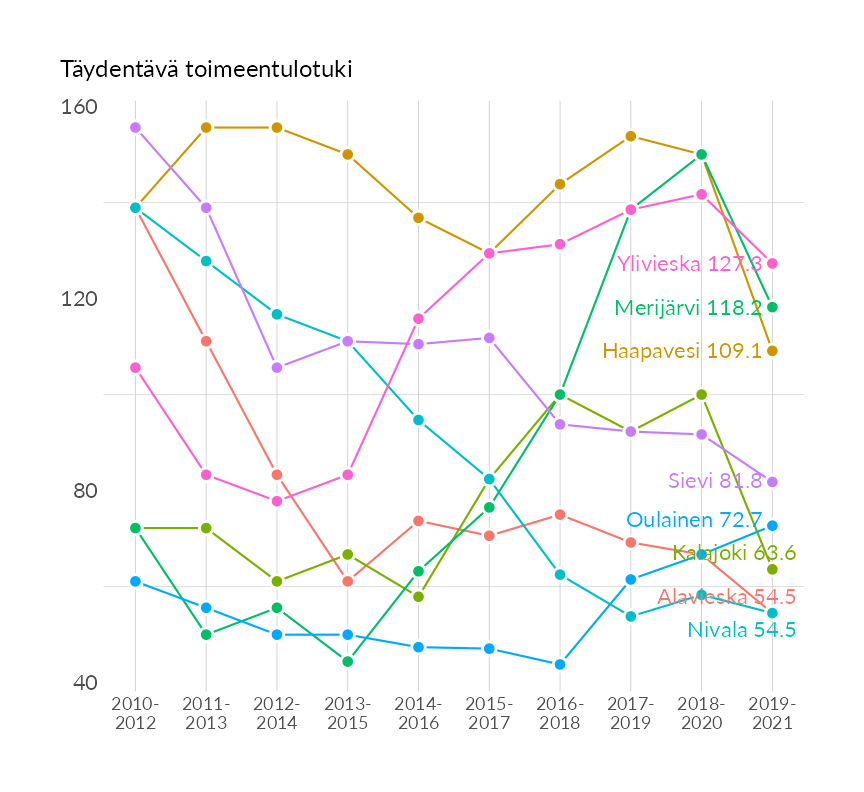 Täydentävä toimeentulotuki
160
120
80
40
Ylivieska 127.3
Merijärvi 118.2
Haapavesi 109.1
Sievi 81.8
Oulainen 72.7
Kalajoki 63.6
Alavieska 54.5
Nivala 54.5
2010- 2011- 2012- 2013- 2014- 2015- 2016- 2017- 2018- 2019-
2012 2013 2014 2015 2016 2017 2018 2019 2020 2021